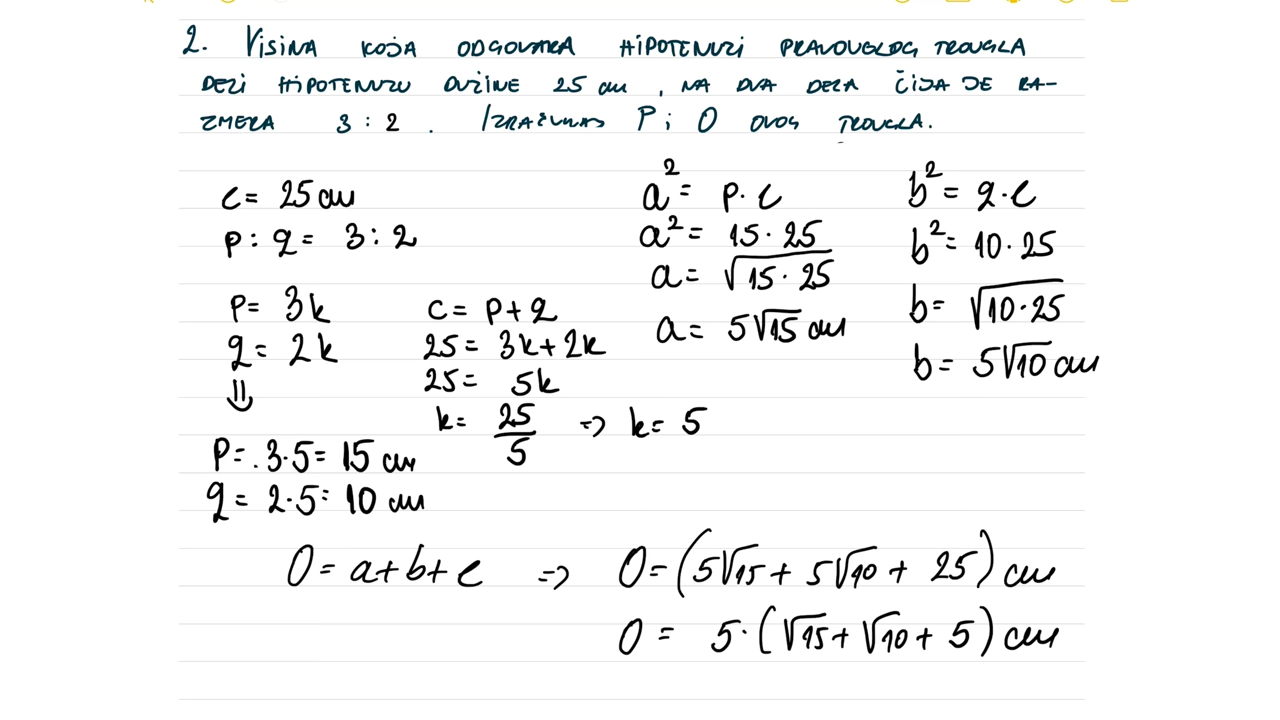 2. VISINA KOJA ODGOVARA HIPOTENUZI PRAVOUGLOG TROUGLA
DELI HIPOTENUZU DUŽINE 25 cm, NA DVA DELA ČIJA JE RA-
ZMERA 3:2. IZRAČUNAJ P i O OVOG TROUGLA.
c = 25 cm
p : q = 3 : 2
p = 3k
q = 2k
⇓
p = .3·5 = 15 cm
q = 2·5 = 10 cm
c = p + q
25 = 3k + 2k
25 = 5k
k = 25/5 ⇒ k = 5
a² = p·c
a² = 15·25
a = √(15·25)
a = 5√15 cm
b² = q·c
b² = 10·25
b = √(10·25)
b = 5√10 cm
O = a + b + c ⇒ O = (5√15 + 5√10 + 25) cm
O = 5·(√15 + √10 + 5) cm